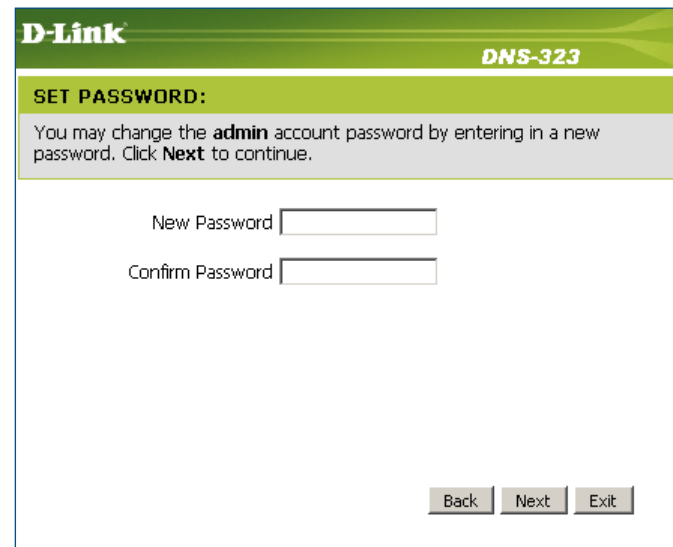 D-Link
DNS-323
SET PASSWORD:
You may change the admin account password by entering in a new
password. Click Next to continue.
New Password
Confirm Password
Back Next Exit